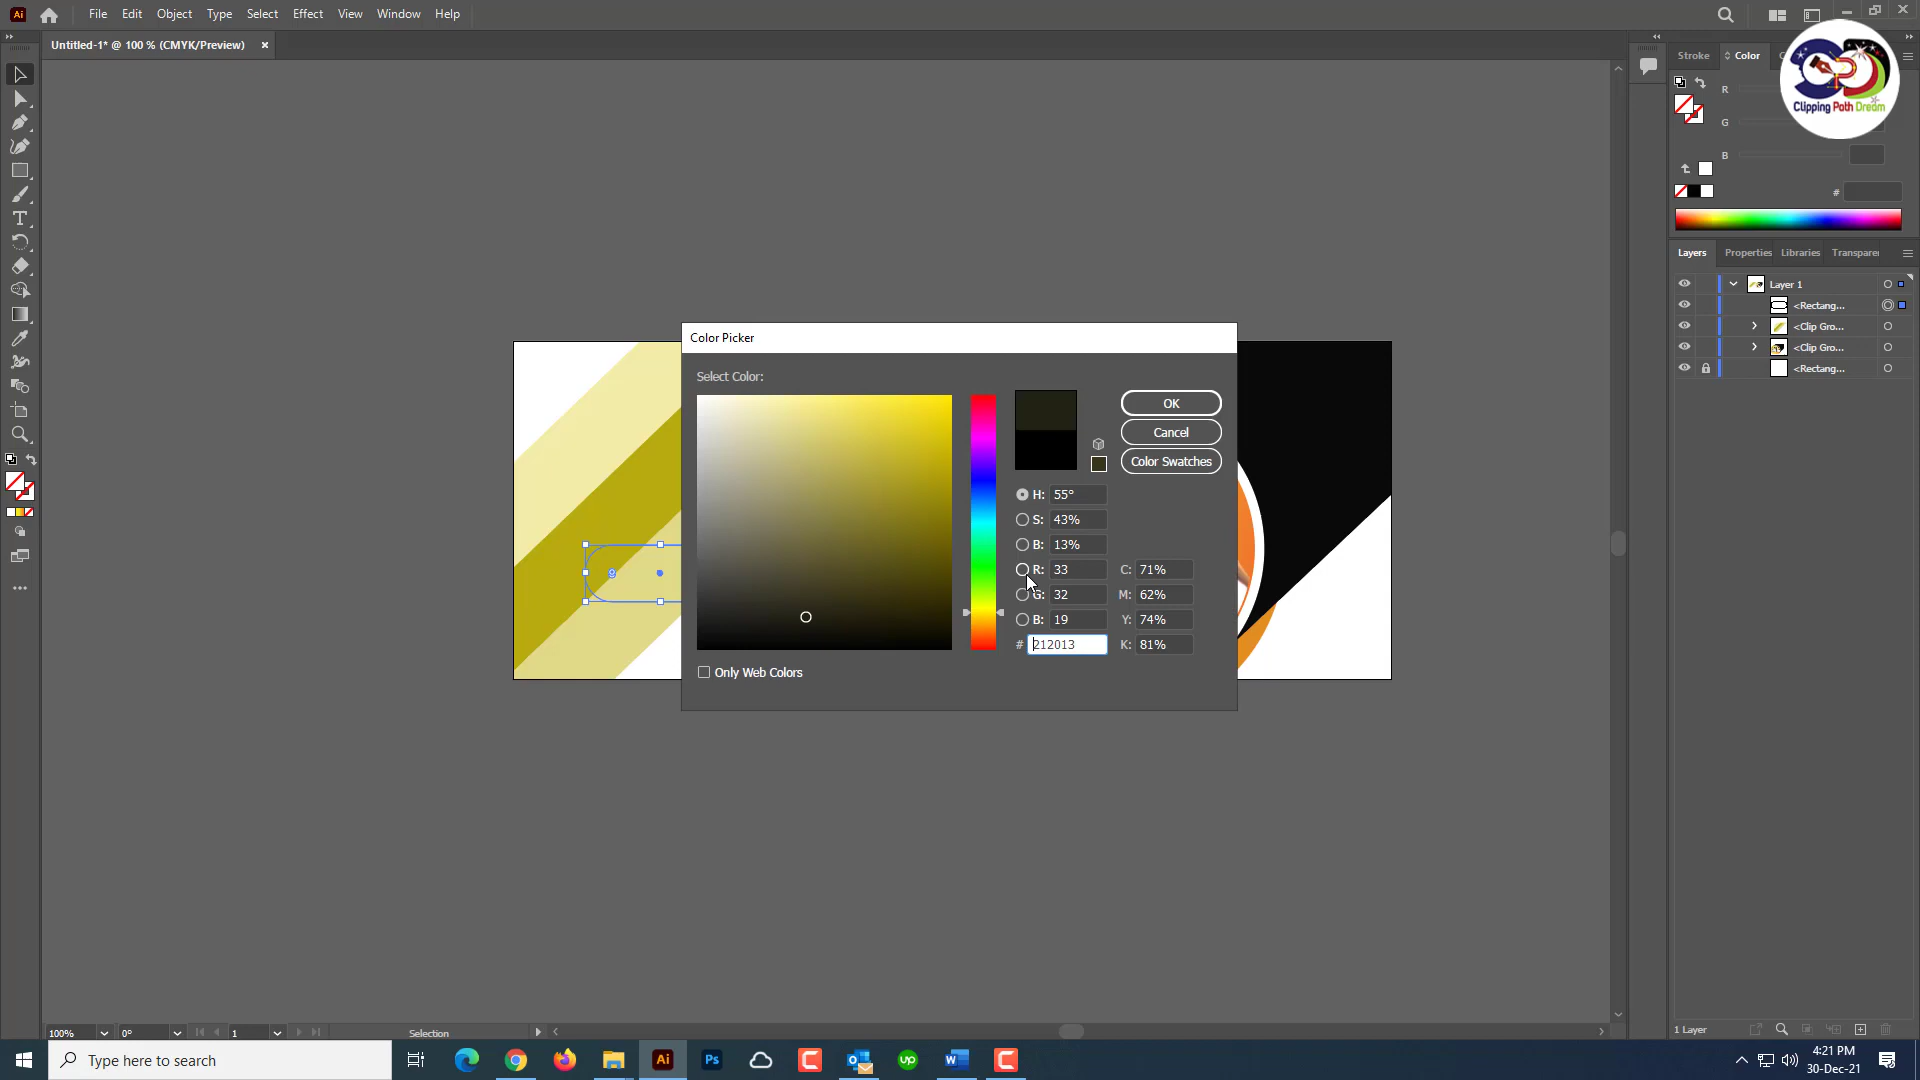 File Edit Object Type Select Effect View Window Help
Untitled-1* @ 100 % (CMYK/Preview)
Stroke Color
R
G
B
#
Clipping Path Dream
Layers Properties Libraries Transparen
Layer 1
<Rectang...
<Clip Gro...
<Clip Gro...
<Rectang...
Color Picker
Select Color:
OK
Cancel
Color Swatches
H: 55°
S: 43%
B: 13%
R: 33 C: 71%
G: 32 M: 62%
B: 19 Y: 74%
# 212013 K: 81%
Only Web Colors
100% 0° 1 Selection
1 Layer
Type here to search
4:21 PM
30-Dec-21